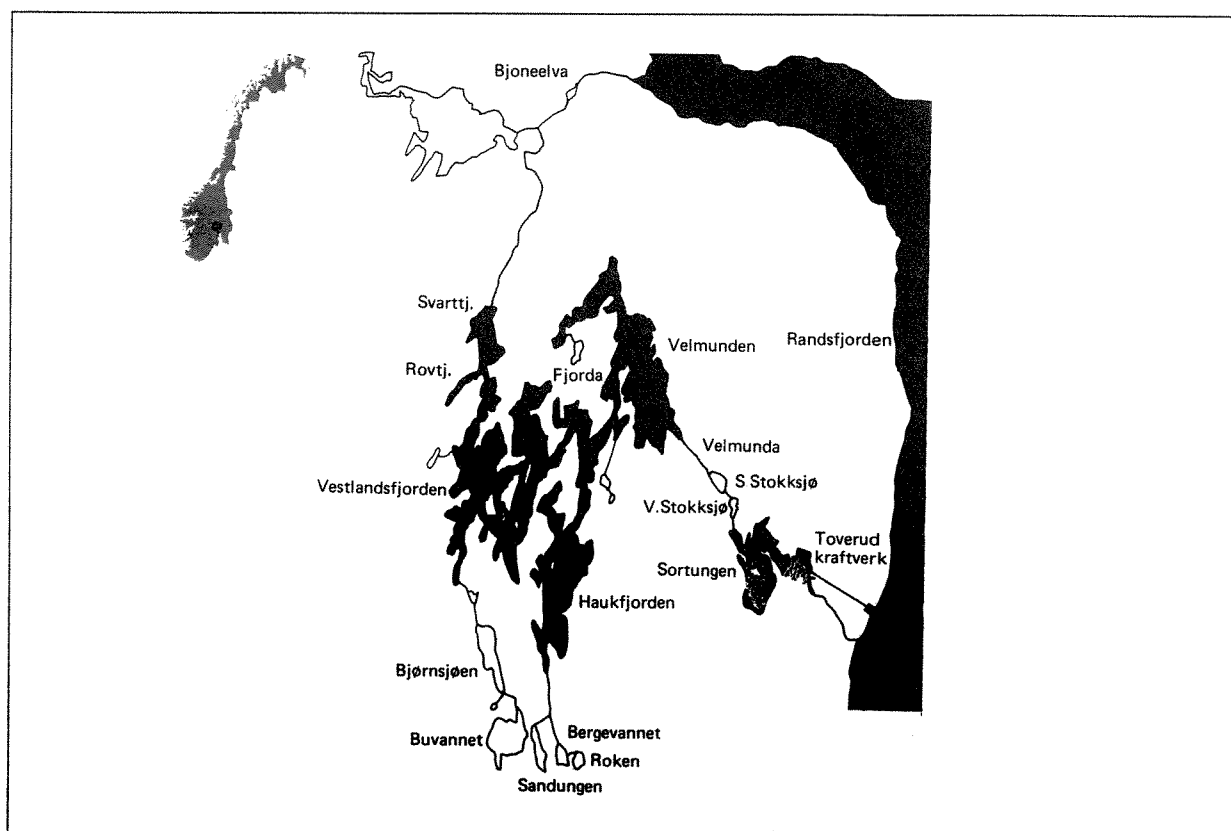 Bjoneelva
Svarttj.
Velmunden
Randsfjorden
Rovtj.
Fjorda
Velmunda
S Stokksjø
Vestlandsfjorden
V.Stokksjø
Toverud
kraftverk
Sortungen
Haukfjorden
Bjørnsjøen
Bergevannet
Buvannet
Roken
Sandungen